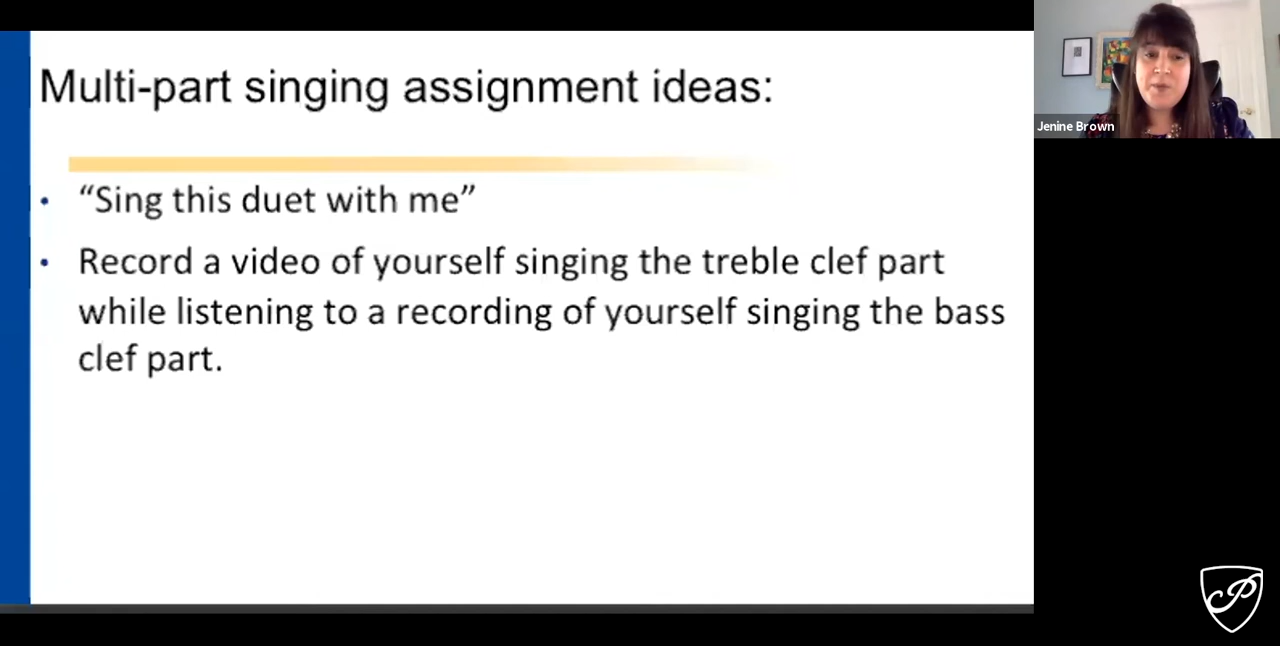 Multi-part singing assignment ideas:
• “Sing this duet with me”
• Record a video of yourself singing the treble clef part
while listening to a recording of yourself singing the bass
clef part.
Jenine Brown